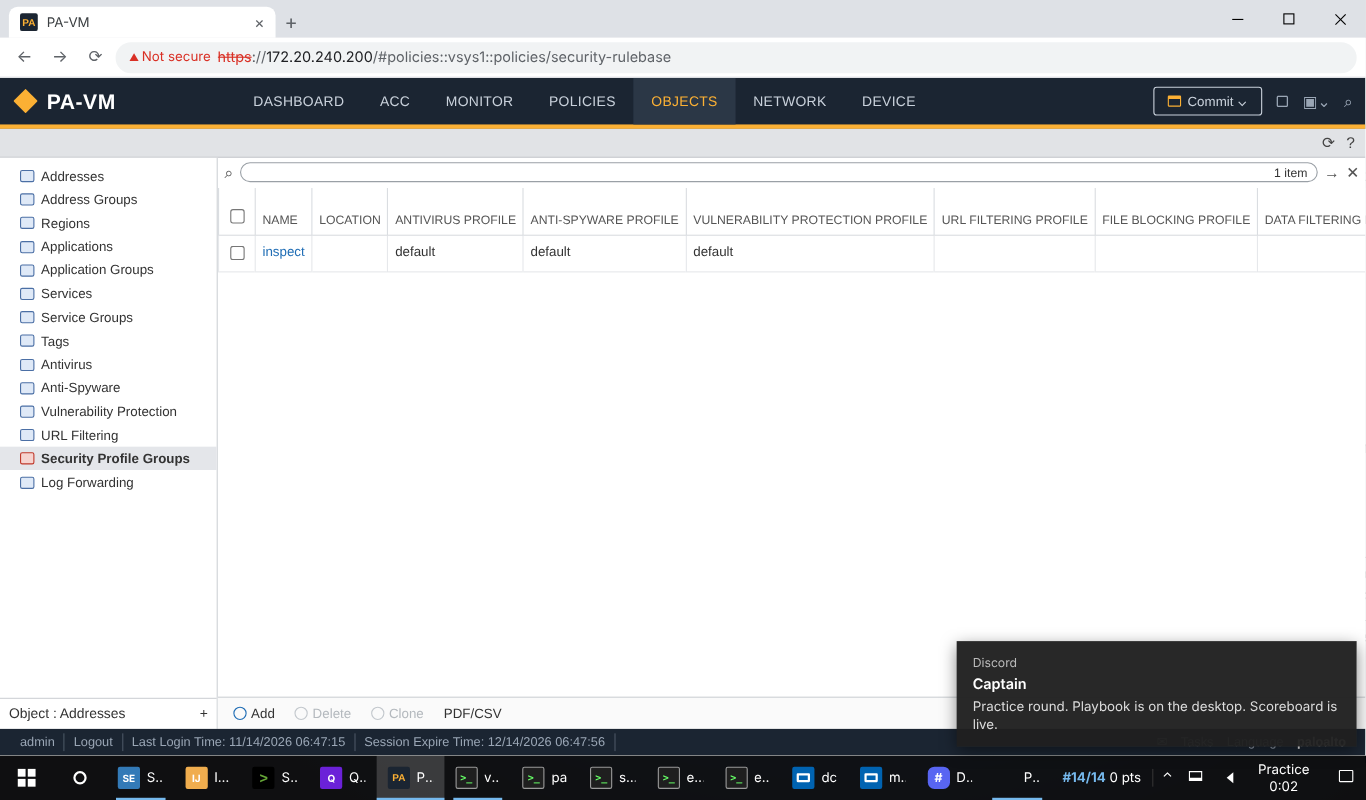 PA PA-VM
Not secure https://172.20.240.200/#policies::vsys1::policies/security-rulebase
PA-VM DASHBOARD ACC MONITOR POLICIES OBJECTS NETWORK DEVICE Commit
?
Addresses
Address Groups
Regions
Applications
Application Groups
Services
Service Groups
Tags
Antivirus
Anti-Spyware
Vulnerability Protection
URL Filtering
Security Profile Groups
Log Forwarding
1 item
NAME LOCATION ANTIVIRUS PROFILE ANTI-SPYWARE PROFILE VULNERABILITY PROTECTION PROFILE URL FILTERING PROFILE FILE BLOCKING PROFILE DATA FILTERING
inspect default default default
Discord
Captain
Practice round. Playbook is on the desktop. Scoreboard is
live.
Object : Addresses + Add Delete Clone PDF/CSV
admin Logout Last Login Time: 11/14/2026 06:47:15 Session Expire Time: 12/14/2026 06:47:56
SE S.. IJ I... > S.. Q Q.. PA P.. >_ v.. >_ pa >_ s... >_ e... >_ e.. dc m.. # D.. P.. #14/14 0 pts Practice
0:02